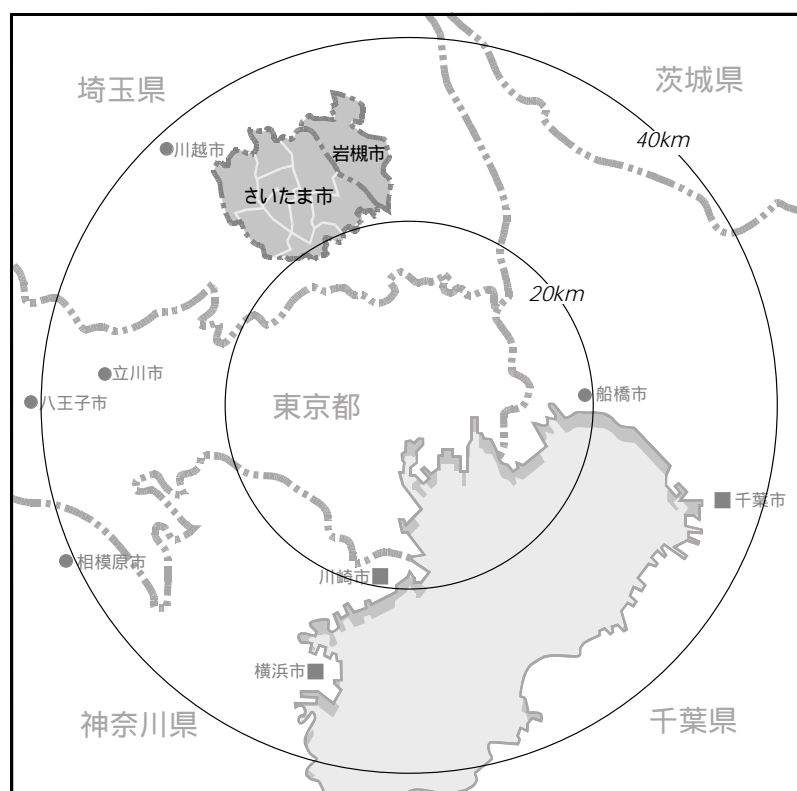 埼玉県
茨城県
40km
川越市
岩槻市
さいたま市
20km
立川市
八王子市
東京都
船橋市
千葉市
相模原市
川崎市
横浜市
神奈川県
千葉県